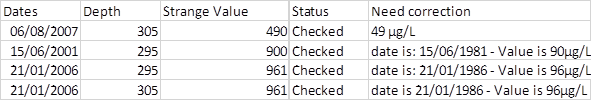 Dates Depth Strange Value Status Need correction
06/08/2007 305 490 Checked 49 µg/L
15/06/2001 295 900 Checked date is: 15/06/1981 - Value is 90µg/L
21/01/2006 295 961 Checked date is: 21/01/1986 - Value is 96µg/L
21/01/2006 305 961 Checked date is 21/01/1986 - Value is 96µg/L